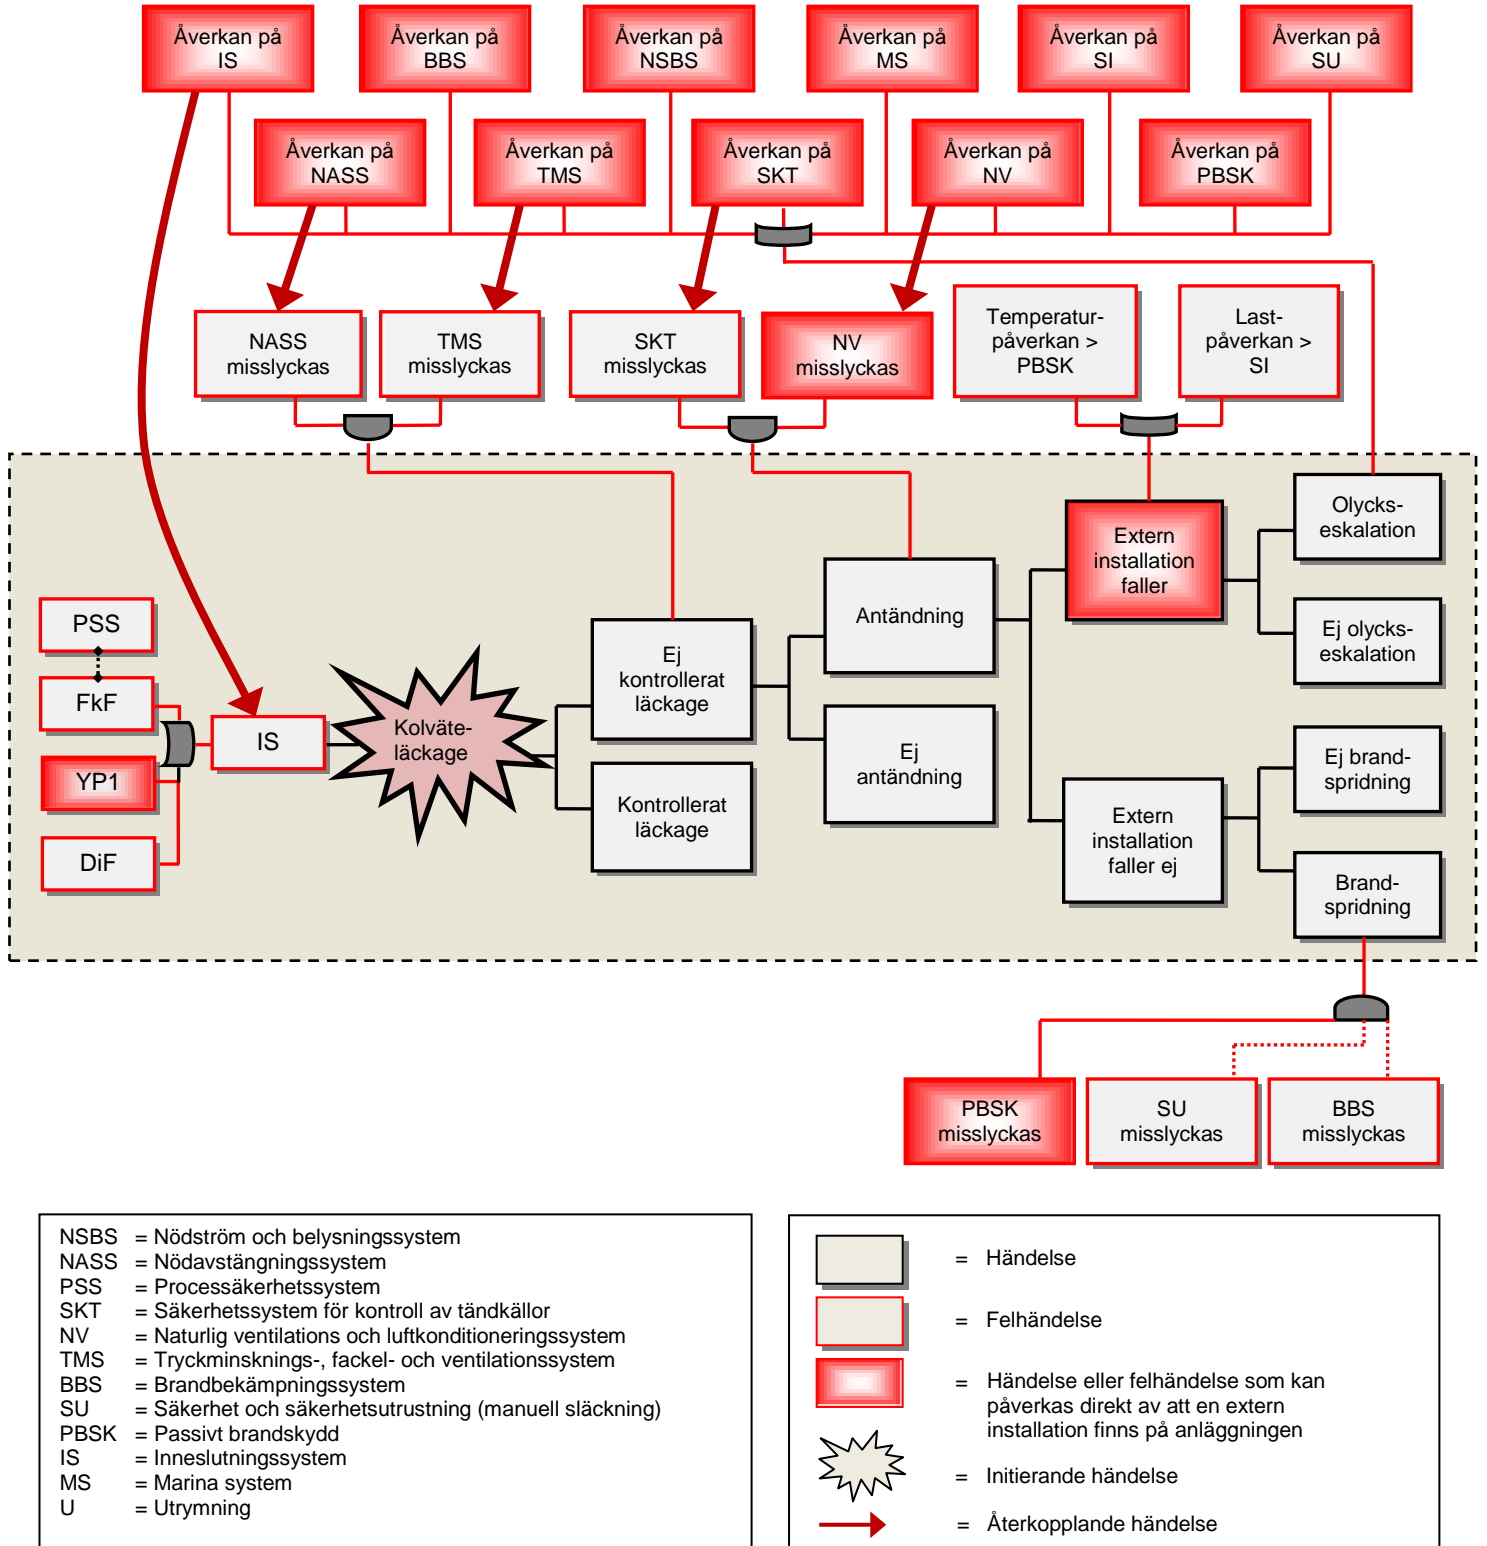 Åverkan på
IS
Åverkan på
BBS
Åverkan på
NSBS
Åverkan på
MS
Åverkan på
SI
Åverkan på
SU
Åverkan på
NASS
Åverkan på
TMS
Åverkan på
SKT
Åverkan på
NV
Åverkan på
PBSK
NASS
misslyckas
TMS
misslyckas
SKT
misslyckas
NV
misslyckas
Temperatur-
påverkan >
PBSK
Last-
påverkan >
SI
PSS
FkF
YP1
DiF
IS
Kolväte-
läckage
Ej
kontrollerat
läckage
Kontrollerat
läckage
Antändning
Ej
antändning
Extern
installation
faller
Extern
installation
faller ej
Olycks-
eskalation
Ej olycks-
eskalation
Ej brand-
spridning
Brand-
spridning
PBSK
misslyckas
SU
misslyckas
BBS
misslyckas
NSBS = Nödström och belysningssystem
NASS = Nödavstängningssystem
PSS = Processäkerhetssystem
SKT = Säkerhetssystem för kontroll av tändkällor
NV = Naturlig ventilations och luftkonditioneringssystem
TMS = Tryckminsknings-, fackel- och ventilationssystem
BBS = Brandbekämpningssystem
SU = Säkerhet och säkerhetsutrustning (manuell släckning)
PBSK = Passivt brandskydd
IS = Inneslutningssystem
MS = Marina system
U = Utrymning
= Händelse
= Felhändelse
= Händelse eller felhändelse som kan
påverkas direkt av att en extern
installation finns på anläggningen
= Initierande händelse
= Återkopplande händelse